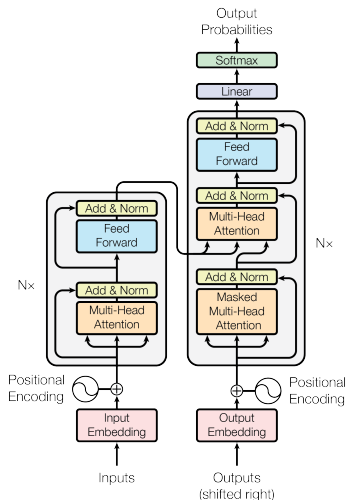 Output
Probabilities
Softmax
Linear
Add & Norm
Feed
Forward
Add & Norm
Multi-Head
Attention
Nx
Add & Norm
Masked
Multi-Head
Attention
Add & Norm
Feed
Forward
Nx
Add & Norm
Multi-Head
Attention
Positional
Encoding
Positional
Encoding
Input
Embedding
Output
Embedding
Inputs
Outputs
(shifted right)